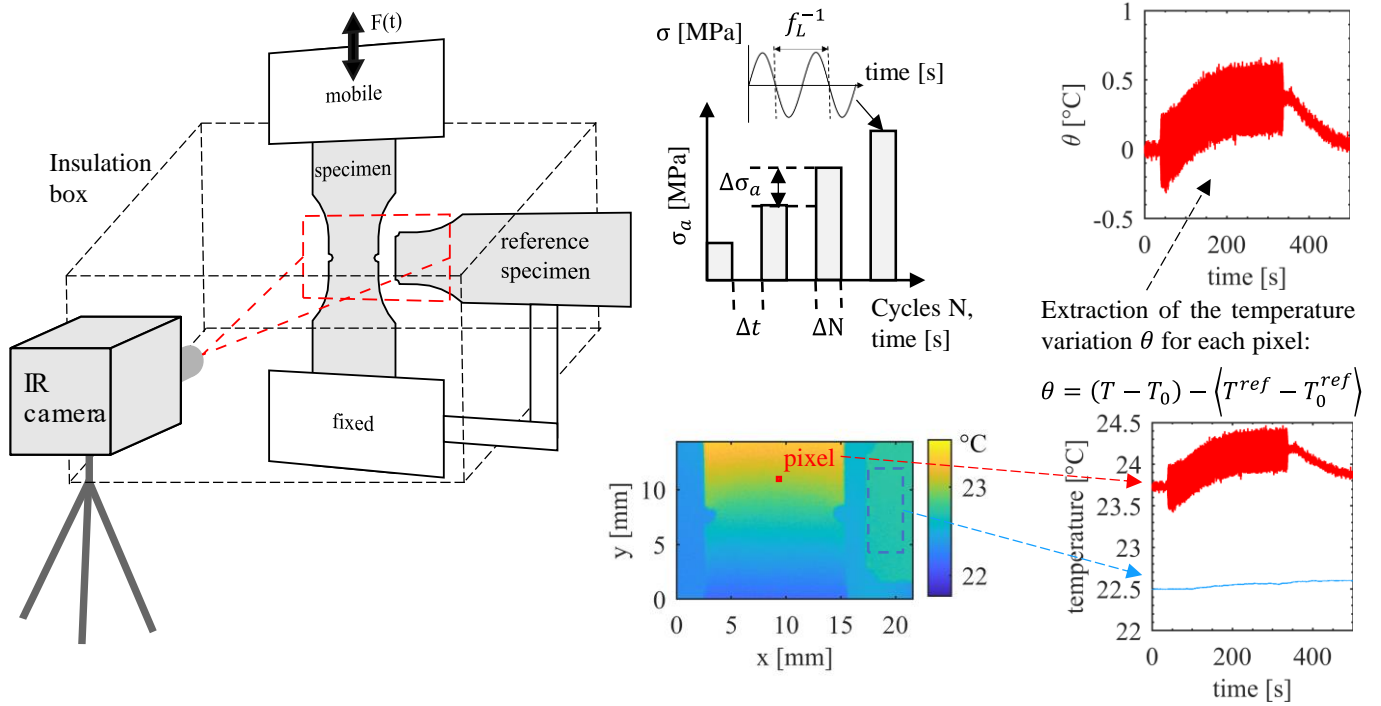 F(t)
mobile
Insulation
box
specimen
reference
specimen
IR
camera
fixed
σ [MPa]
f_L^{-1}
time [s]
σ_a [MPa]
Δσ_a
Δt
ΔN
Cycles N,
time [s]
θ [°C]
1
0.5
0
-0.5
0
200
400
time [s]
Extraction of the temperature
variation θ for each pixel:
θ = (T − T_0) − ⟨T^{ref} − T_0^{ref}⟩
y [mm]
10
5
0
0
5
10
15
20
x [mm]
pixel
°C
23
22
temperature [°C]
24.5
24
23.5
23
22.5
22
0
200
400
time [s]